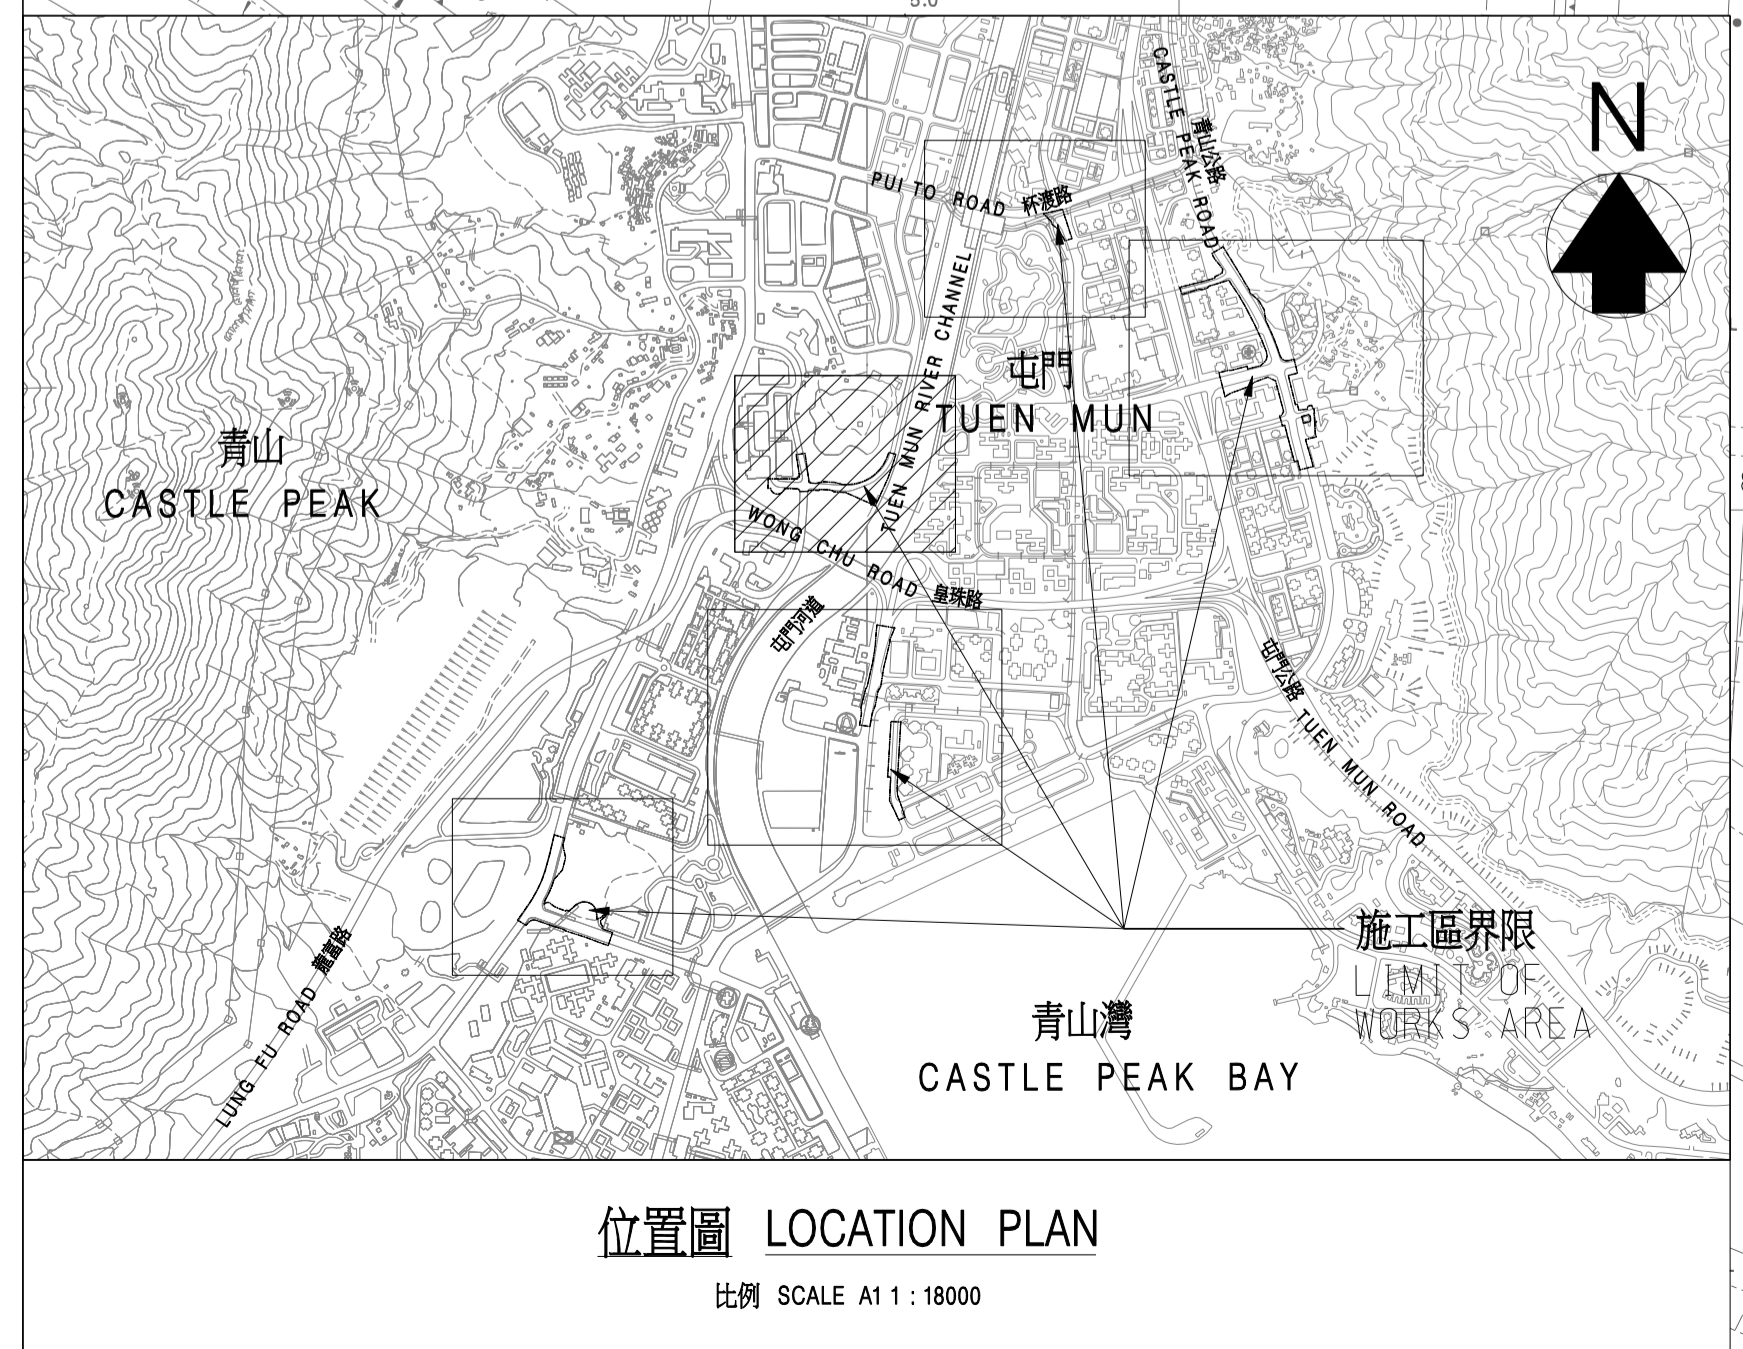 5.0
N
CASTLE PEAK ROAD
青山公路
PUI TO ROAD 杯渡路
TUEN MUN RIVER CHANNEL
屯門
TUEN MUN
青山
CASTLE PEAK
WONG CHU ROAD 皇珠路
屯門河道
屯門公路 TUEN MUN ROAD
LUNG FU ROAD 龍富路
施工區界限
LIMIT OF
WORKS AREA
青山灣
CASTLE PEAK BAY
位置圖 LOCATION PLAN
比例 SCALE A1 1 : 18000